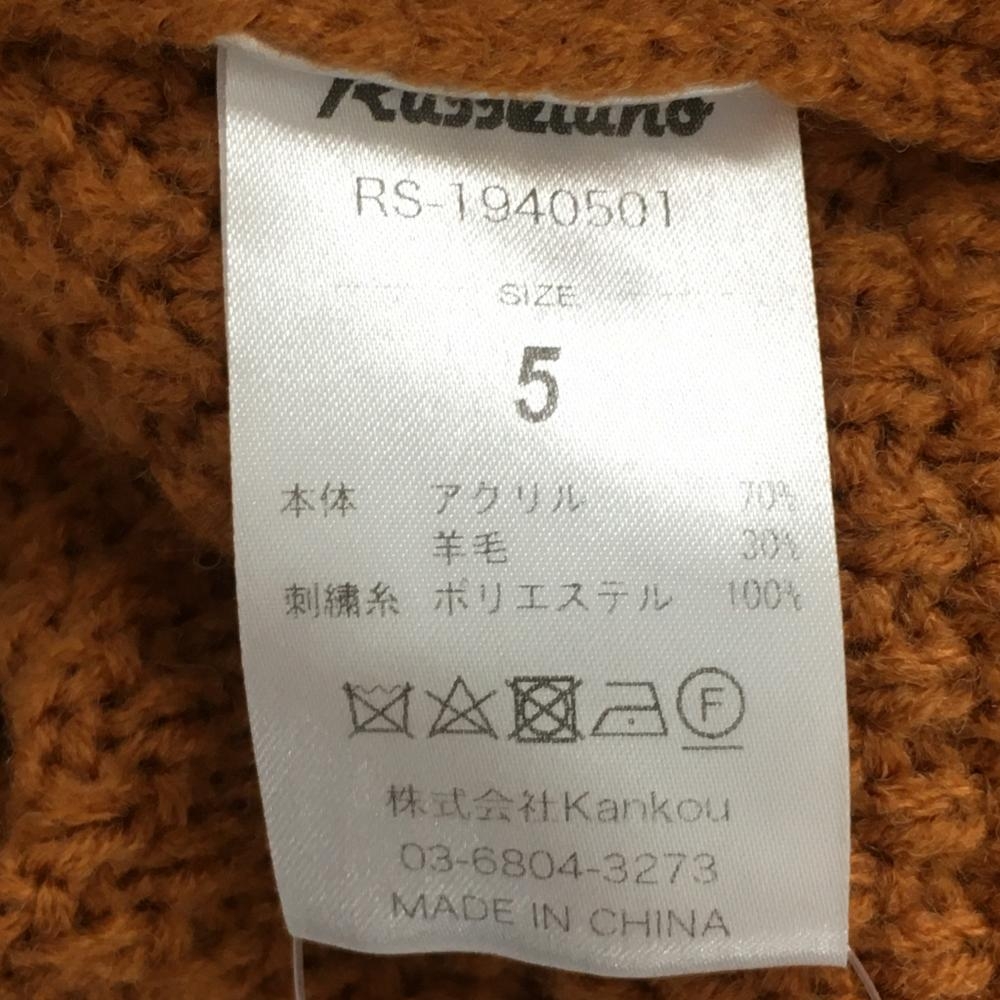 Russeluno
RS-1940501
SIZE
5
本体 アクリル 70%
羊毛 30%
刺繍糸 ポリエステル 100%
F
株式会社Kankou
03-6804-3273
MADE IN CHINA